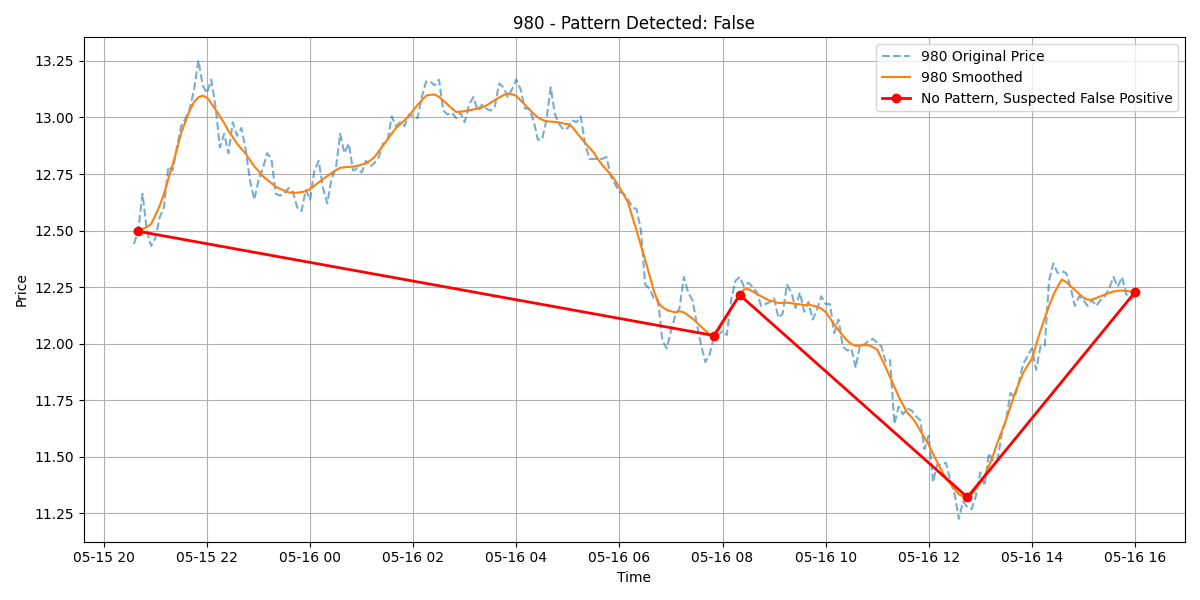 980 - Pattern Detected: False
980 Original Price
980 Smoothed
No Pattern, Suspected False Positive
Price
13.25
13.00
12.75
12.50
12.25
12.00
11.75
11.50
11.25
05-15 20 05-15 22 05-16 00 05-16 02 05-16 04 05-16 06 05-16 08 05-16 10 05-16 12 05-16 14 05-16 16
Time